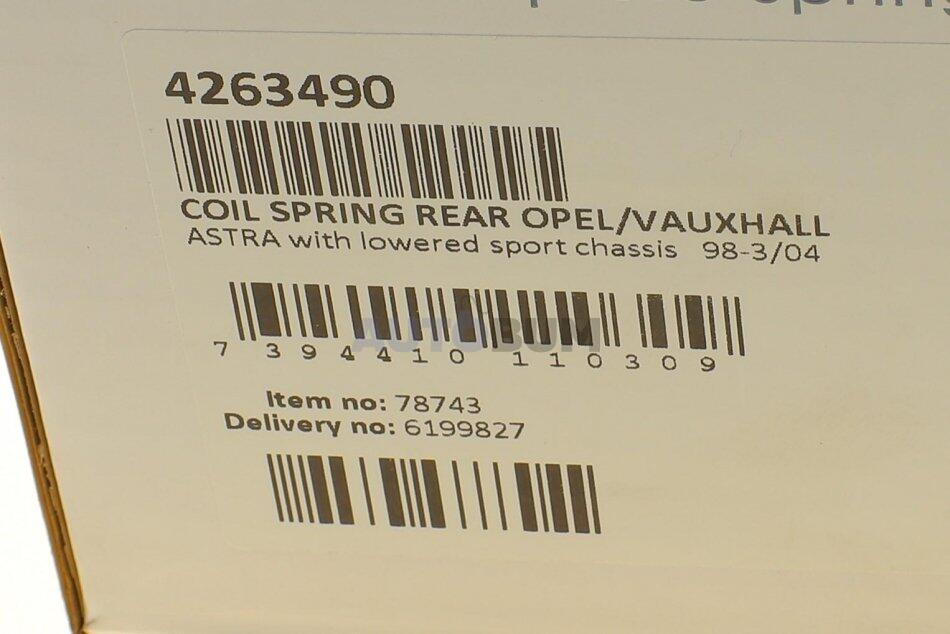 4263490
COIL SPRING REAR OPEL/VAUXHALL
ASTRA with lowered sport chassis 98-3/04
AUTOBUM
7 394410 110309
Item no: 78743
Delivery no: 6199827